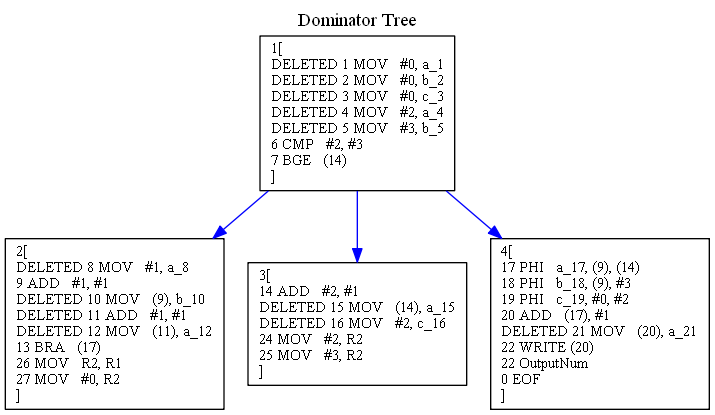 Dominator Tree
1[
DELETED 1 MOV #0, a_1
DELETED 2 MOV #0, b_2
DELETED 3 MOV #0, c_3
DELETED 4 MOV #2, a_4
DELETED 5 MOV #3, b_5
6 CMP #2, #3
7 BGE (14)
]
2[
DELETED 8 MOV #1, a_8
9 ADD #1, #1
DELETED 10 MOV (9), b_10
DELETED 11 ADD #1, #1
DELETED 12 MOV (11), a_12
13 BRA (17)
26 MOV R2, R1
27 MOV #0, R2
]
3[
14 ADD #2, #1
DELETED 15 MOV (14), a_15
DELETED 16 MOV #2, c_16
24 MOV #2, R2
25 MOV #3, R2
]
4[
17 PHI a_17, (9), (14)
18 PHI b_18, (9), #3
19 PHI c_19, #0, #2
20 ADD (17), #1
DELETED 21 MOV (20), a_21
22 WRITE (20)
22 OutputNum
0 EOF
]